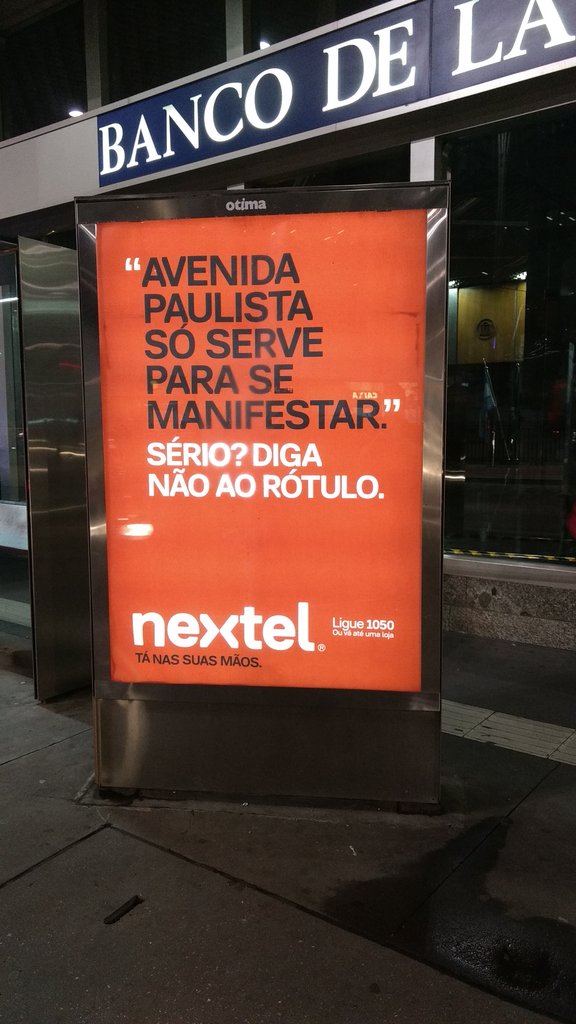 BANCO DE LA
otima
“AVENIDA
PAULISTA
SÓ SERVE
PARA SE
MANIFESTAR.”
SÉRIO? DIGA
NÃO AO RÓTULO.
nextel®
Ligue 1050
Ou vá até uma loja
TÁ NAS SUAS MÃOS.